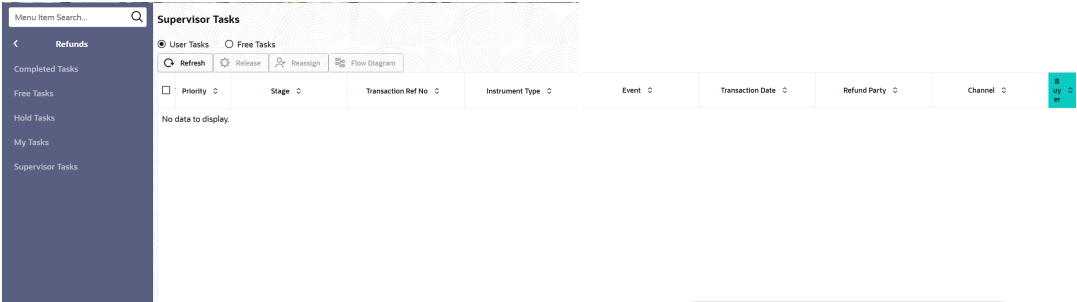 Menu Item Search...
Supervisor Tasks
Refunds
User Tasks Free Tasks
Refresh Release Reassign Flow Diagram
Completed Tasks
Priority Stage Transaction Ref No Instrument Type Event Transaction Date Refund Party Channel
B
uy
er
Free Tasks
No data to display.
Hold Tasks
My Tasks
Supervisor Tasks